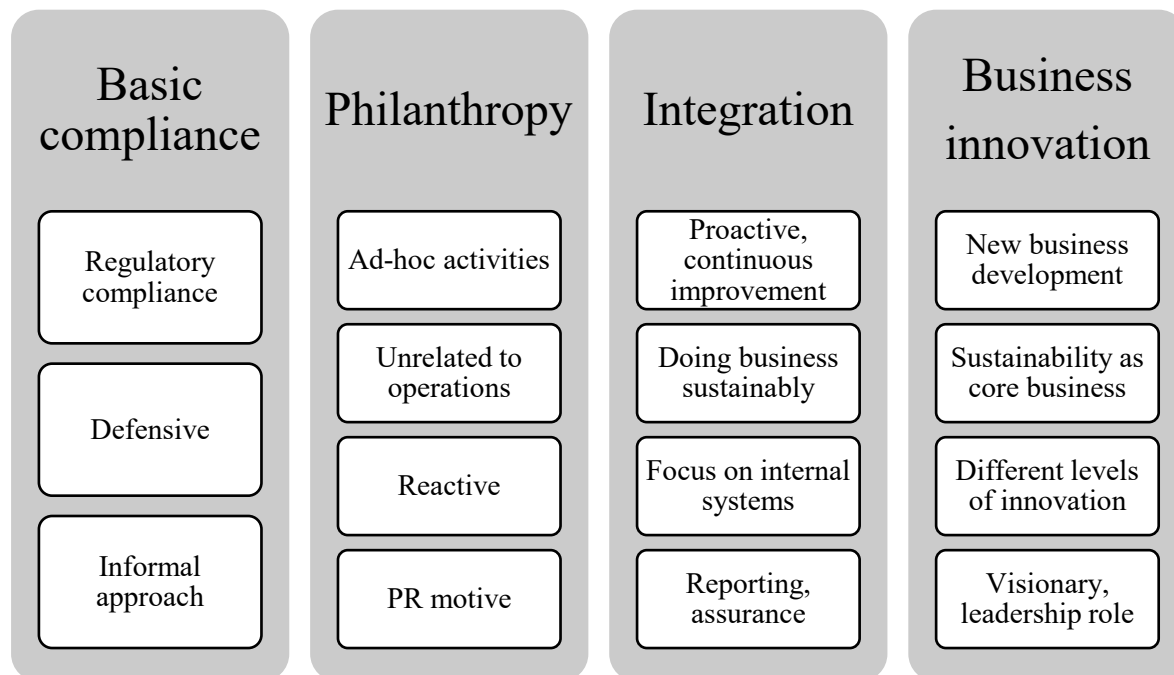 Basic
compliance
Regulatory
compliance
Defensive
Informal
approach
Philanthropy
Ad-hoc activities
Unrelated to
operations
Reactive
PR motive
Integration
Proactive,
continuous
improvement
Doing business
sustainably
Focus on internal
systems
Reporting,
assurance
Business
innovation
New business
development
Sustainability as
core business
Different levels
of innovation
Visionary,
leadership role